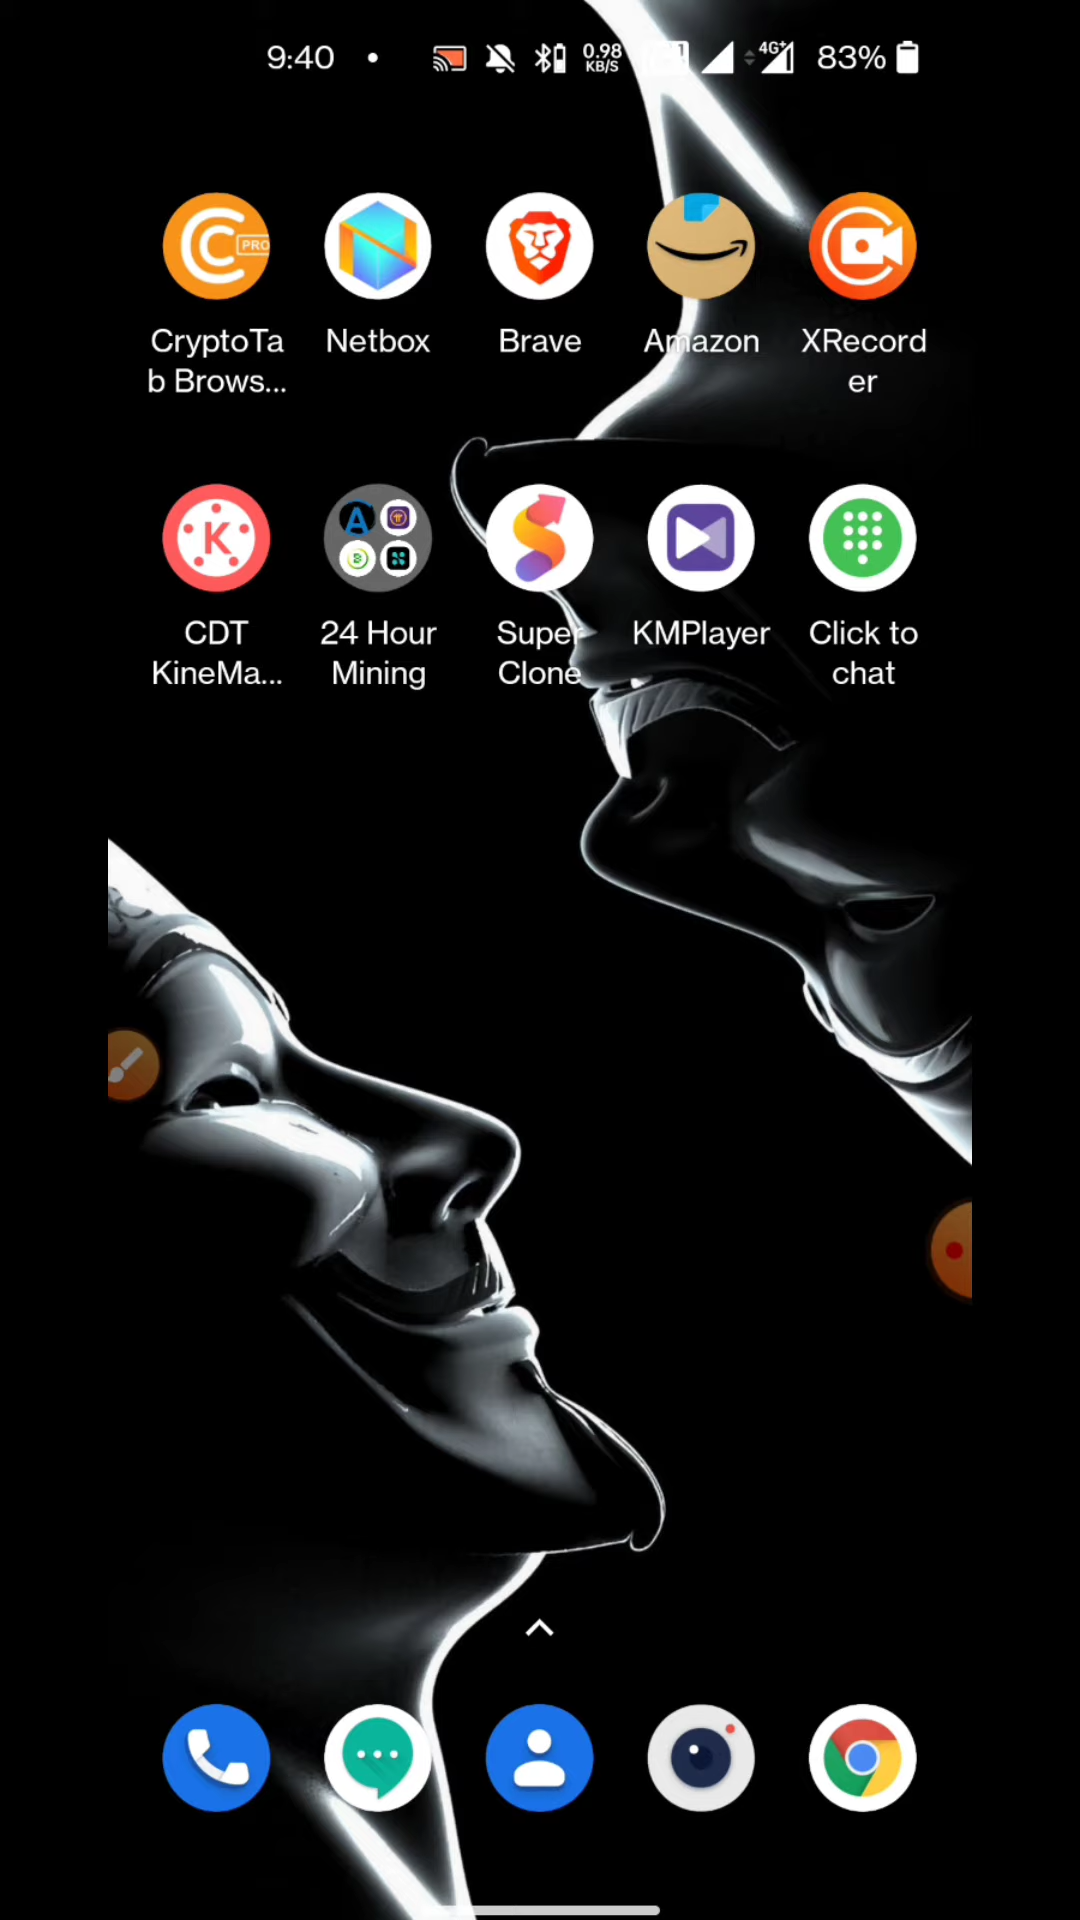 9:40 0.98 KB/S 4G+ 83%
PRO
CryptoTa
b Brows...
Netbox
Brave
Amazon
XRecord
er
K
CDT
KineMa...
24 Hour
Mining
Super
Clone
KMPlayer
Click to
chat